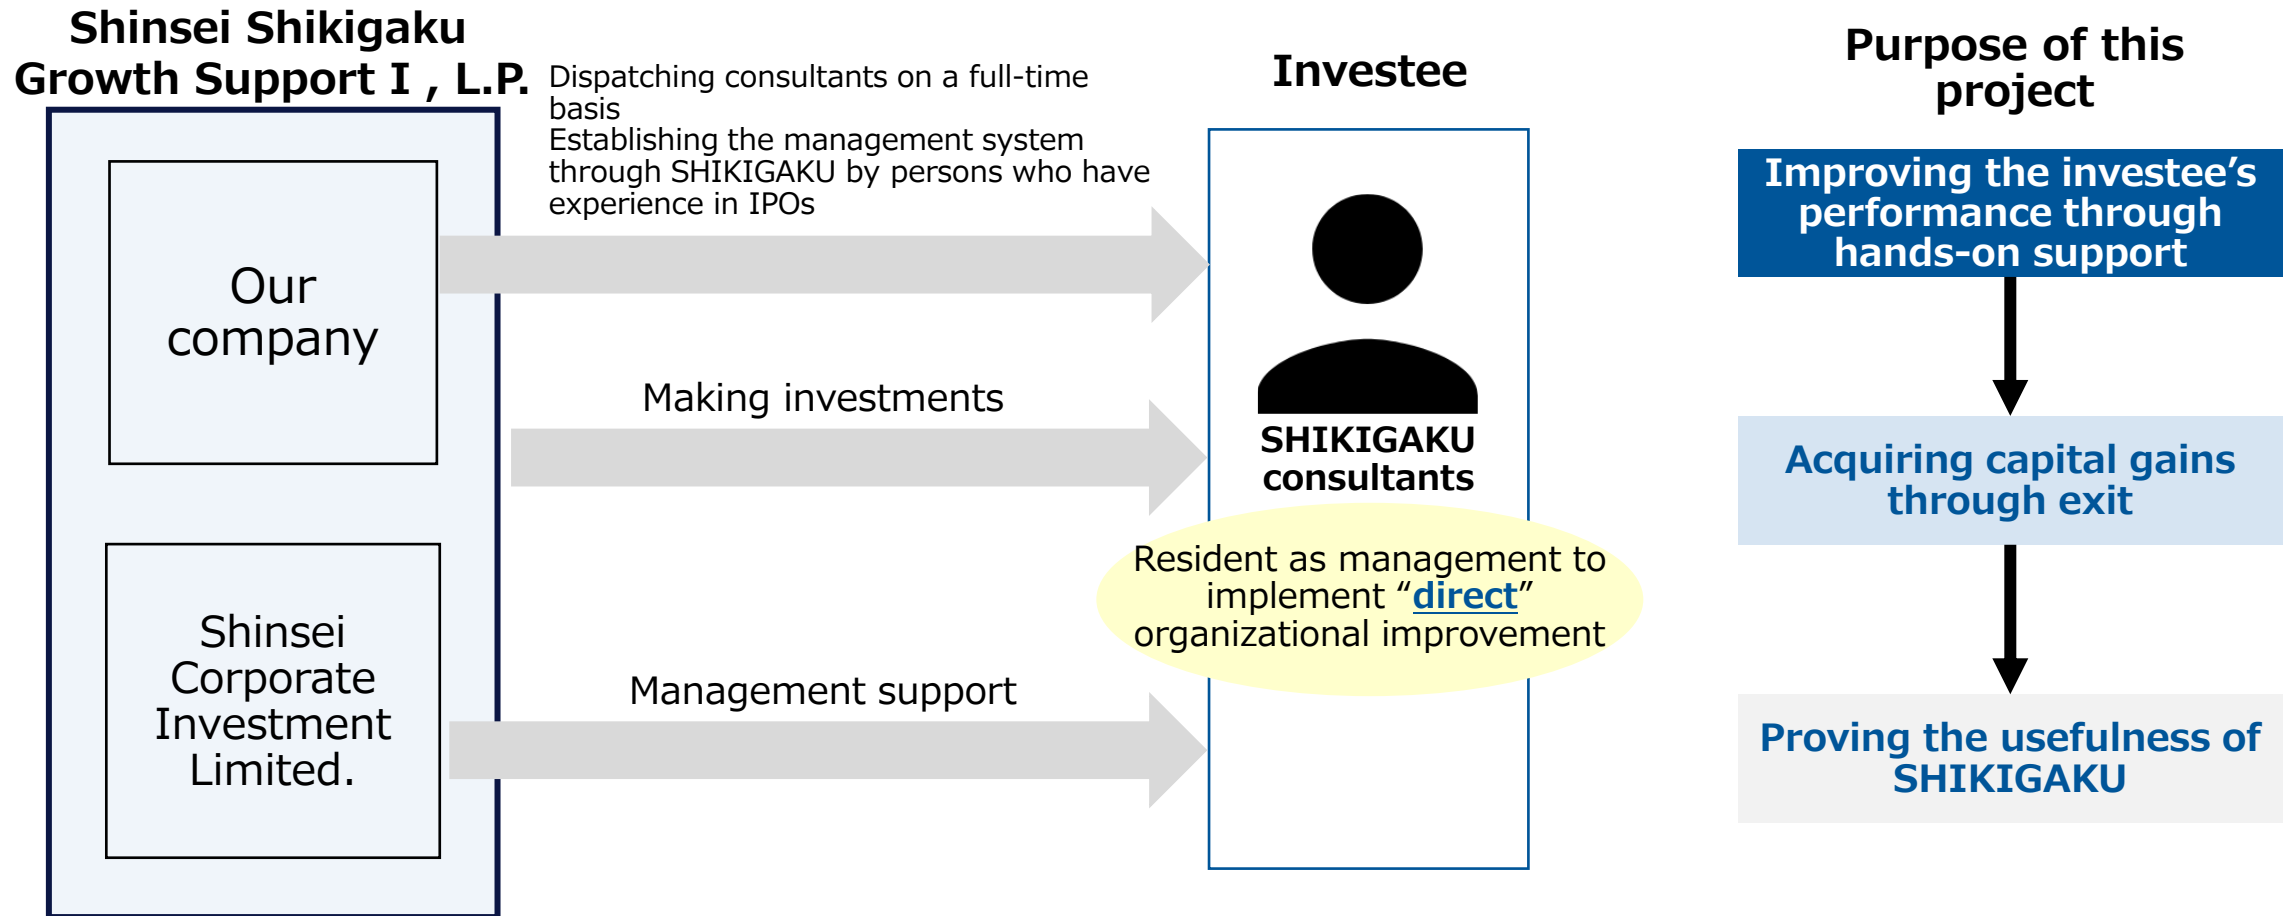 Shinsei Shikigaku
Growth Support I , L.P.
Dispatching consultants on a full-time
basis
Establishing the management system
through SHIKIGAKU by persons who have
experience in IPOs
Our
company
Making investments
Shinsei
Corporate
Investment
Limited.
Management support
Investee
SHIKIGAKU
consultants
Resident as management to
implement “direct”
organizational improvement
Purpose of this
project
Improving the investee’s
performance through
hands-on support
Acquiring capital gains
through exit
Proving the usefulness of
SHIKIGAKU